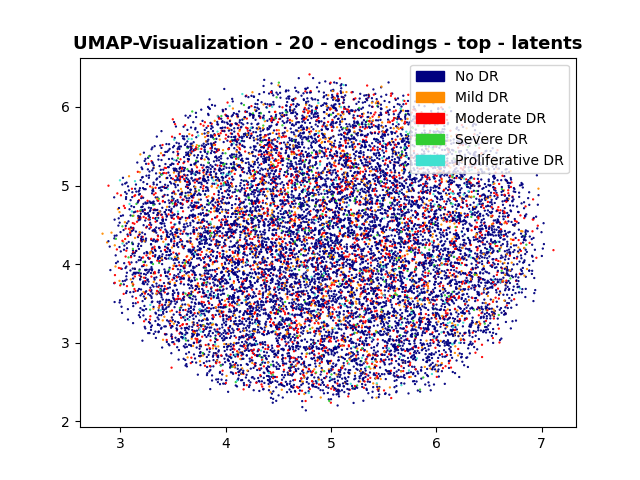 UMAP-Visualization - 20 - encodings - top - latents
No DR
Mild DR
Moderate DR
Severe DR
Proliferative DR
6
5
4
3
2
3 4 5 6 7